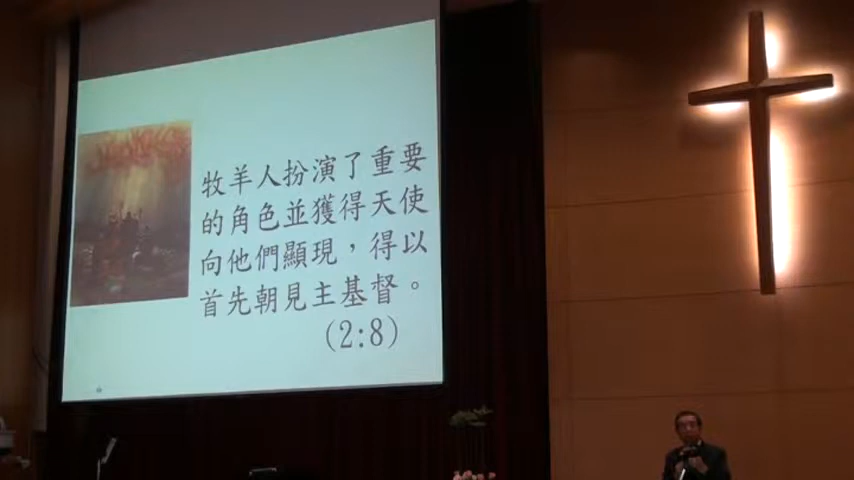 牧羊人扮演了重要
的角色並獲得天使
向他們顯現，得以
首先朝見主基督。
(2:8)